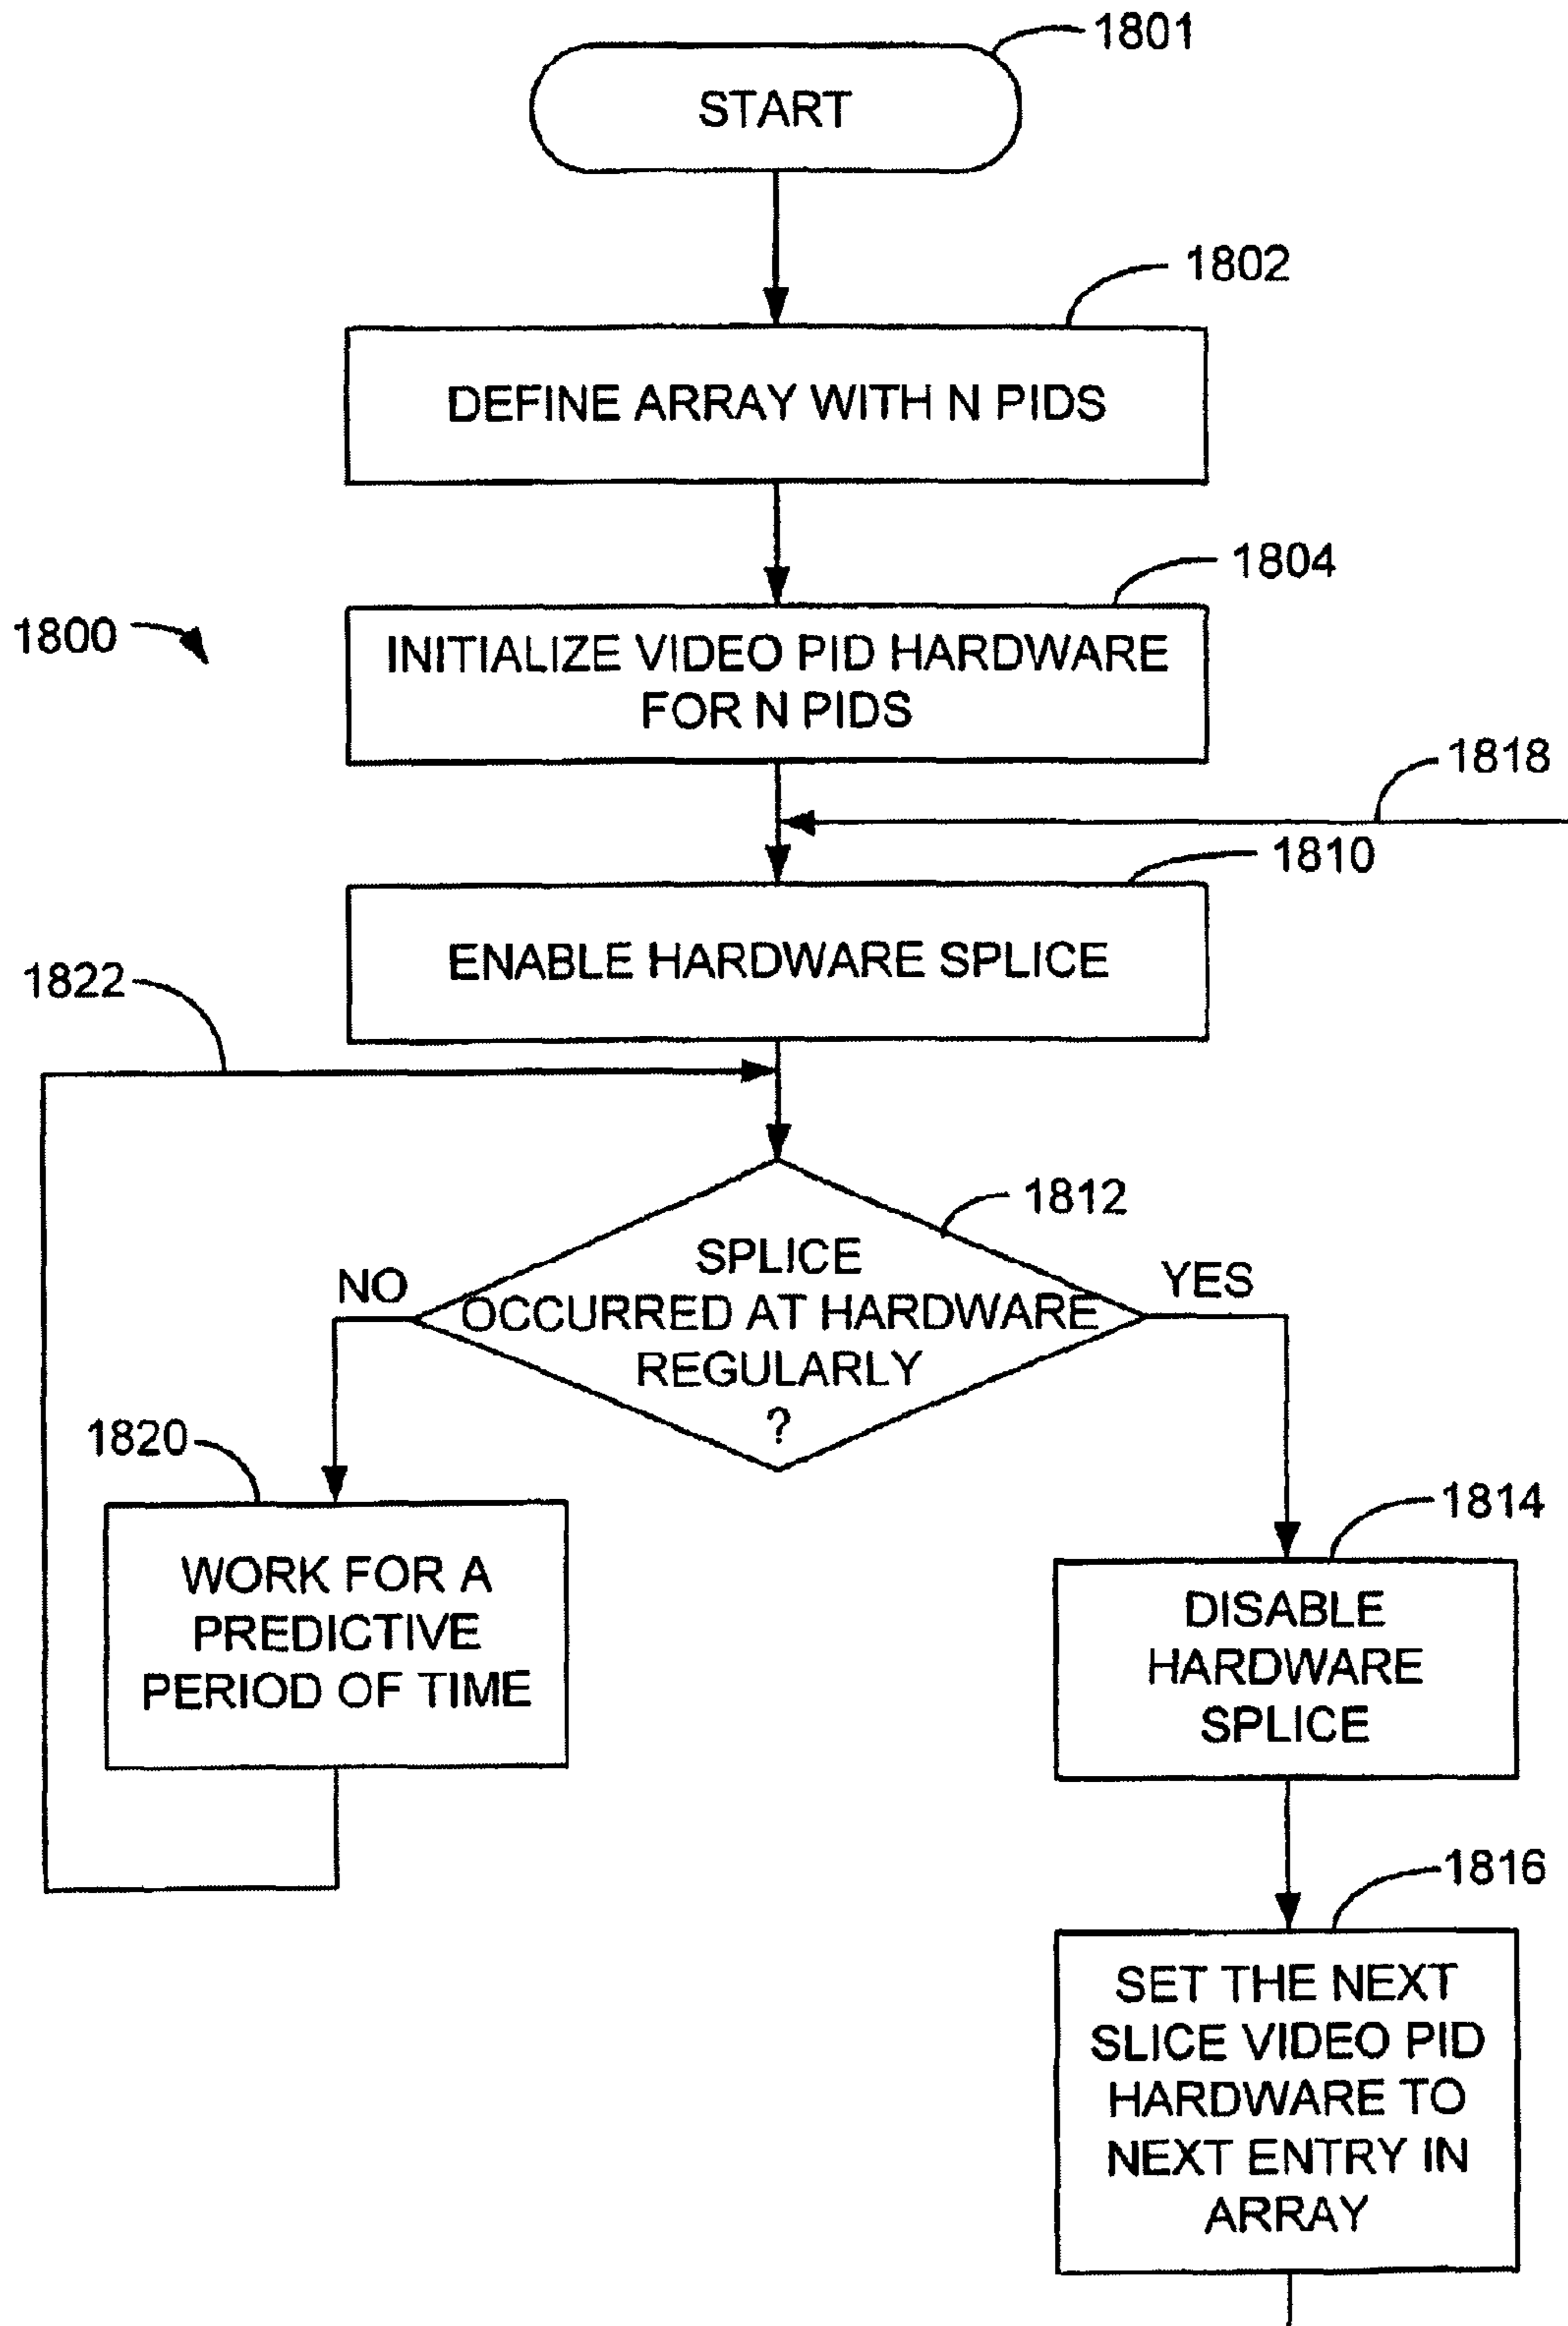 1801
START
1802
DEFINE ARRAY WITH N PIDS
1804
1800
INITIALIZE VIDEO PID HARDWARE
FOR N PIDS
1818
1810
ENABLE HARDWARE SPLICE
1822
1812
NO
YES
SPLICE
OCCURRED AT HARDWARE
REGULARLY
?
1820
WORK FOR A
PREDICTIVE
PERIOD OF TIME
1814
DISABLE
HARDWARE
SPLICE
1816
SET THE NEXT
SLICE VIDEO PID
HARDWARE TO
NEXT ENTRY IN
ARRAY